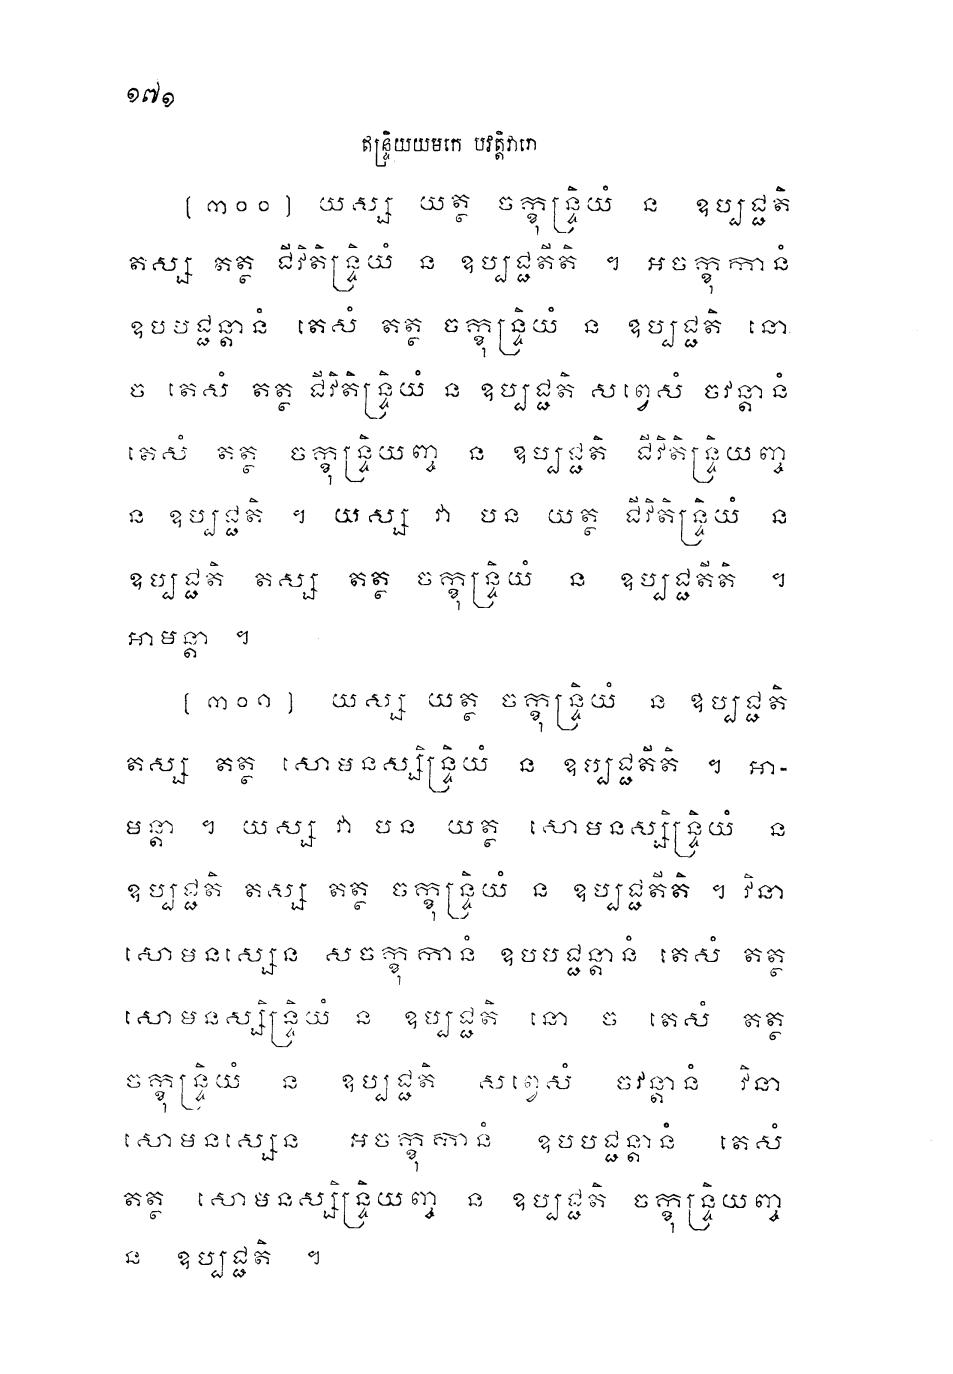 ១៧១
ឥន្ទ្រិយយមកេ បវត្តិវារោ
[ ៣០០ ] យស្ស យត្ថ ចក្ខុន្ទ្រិយំ ន ឧប្បជ្ជតិ
តស្ស តត្ថ ជីវិតិន្ទ្រិយំ ន ឧប្បជ្ជតីតិ ។ អចក្ខុកានំ
ឧបបជ្ជន្តានំ តេសំ តត្ថ ចក្ខុន្ទ្រិយំ ន ឧប្បជ្ជតិ នោ
ច តេសំ តត្ថ ជីវិតិន្ទ្រិយំ ន ឧប្បជ្ជតិ សព្វេសំ ចវន្តានំ
តេសំ តត្ថ ចក្ខុន្ទ្រិយញ្ច ន ឧប្បជ្ជតិ ជីវិតិន្ទ្រិយញ្ច
ន ឧប្បជ្ជតិ ។ យស្ស វា បន យត្ថ ជីវិតិន្ទ្រិយំ ន
ឧប្បជ្ជតិ តស្ស តត្ថ ចក្ខុន្ទ្រិយំ ន ឧប្បជ្ជតីតិ ។
អាមន្តា ។
[ ៣០១ ] យស្ស យត្ថ ចក្ខុន្ទ្រិយំ ន ឧប្បជ្ជតិ
តស្ស តត្ថ សោមនស្សិន្ទ្រិយំ ន ឧប្បជ្ជតីតិ ។ អា-
មន្តា ។ យស្ស វា បន យត្ថ សោមនស្សិន្ទ្រិយំ ន
ឧប្បជ្ជតិ តស្ស តត្ថ ចក្ខុន្ទ្រិយំ ន ឧប្បជ្ជតីតិ ។ វិនា
សោមនស្សេន សចក្ខុកានំ ឧបបជ្ជន្តានំ តេសំ តត្ថ
សោមនស្សិន្ទ្រិយំ ន ឧប្បជ្ជតិ នោ ច តេសំ តត្ថ
ចក្ខុន្ទ្រិយំ ន ឧប្បជ្ជតិ សព្វេសំ ចវន្តានំ វិនា
សោមនស្សេន អចក្ខុកានំ ឧបបជ្ជន្តានំ តេសំ
តត្ថ សោមនស្សិន្ទ្រិយញ្ច ន ឧប្បជ្ជតិ ចក្ខុន្ទ្រិយញ្ច
ន ឧប្បជ្ជតិ ។